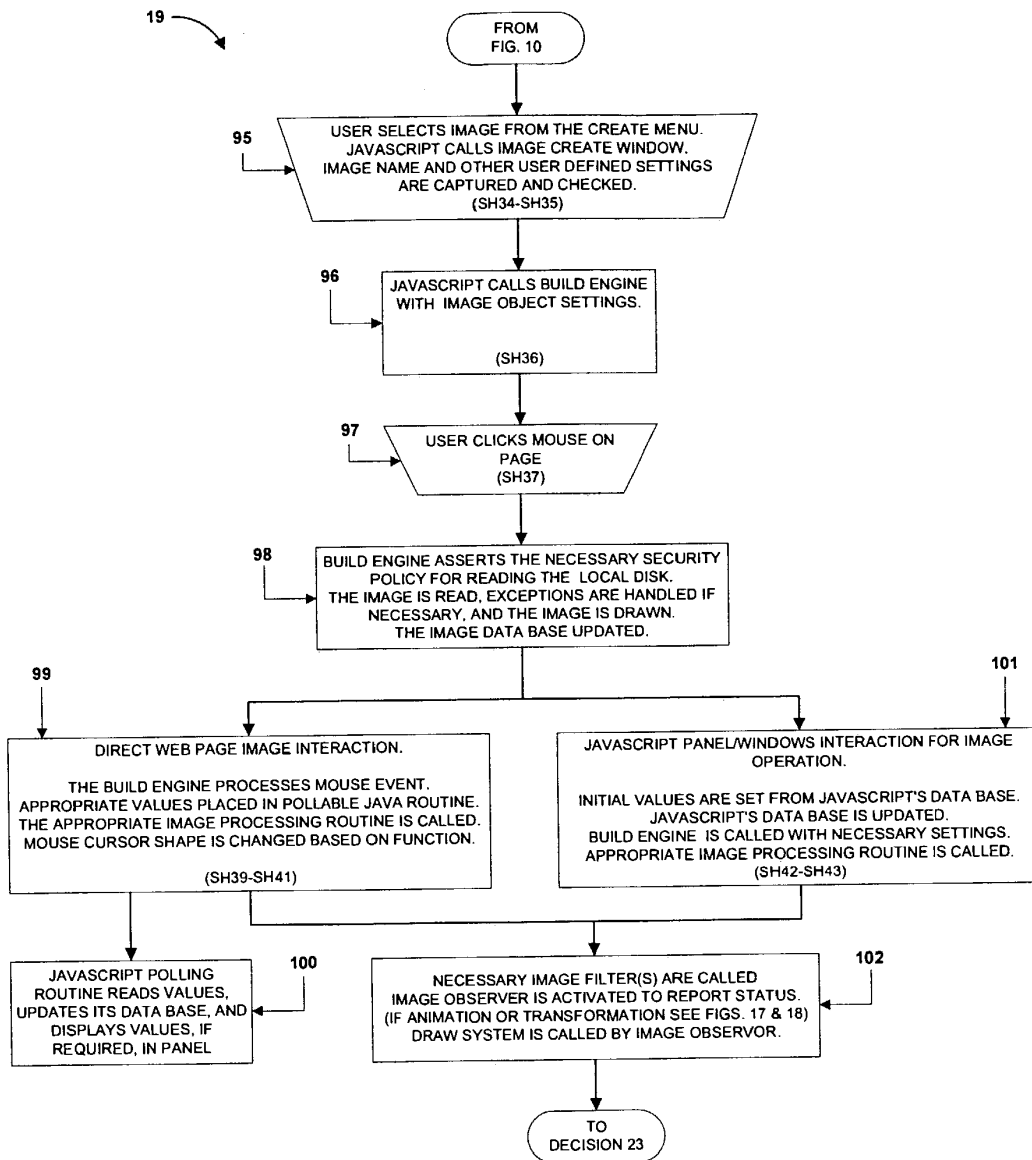 19
FROM
FIG. 10
95
USER SELECTS IMAGE FROM THE CREATE MENU.
JAVASCRIPT CALLS IMAGE CREATE WINDOW.
IMAGE NAME AND OTHER USER DEFINED SETTINGS
ARE CAPTURED AND CHECKED.
(SH34-SH35)
96
JAVASCRIPT CALLS BUILD ENGINE
WITH IMAGE OBJECT SETTINGS.
(SH36)
97
USER CLICKS MOUSE ON
PAGE
(SH37)
98
BUILD ENGINE ASSERTS THE NECESSARY SECURITY
POLICY FOR READING THE LOCAL DISK.
THE IMAGE IS READ, EXCEPTIONS ARE HANDLED IF
NECESSARY, AND THE IMAGE IS DRAWN.
THE IMAGE DATA BASE UPDATED.
99
DIRECT WEB PAGE IMAGE INTERACTION.
THE BUILD ENGINE PROCESSES MOUSE EVENT.
APPROPRIATE VALUES PLACED IN POLLABLE JAVA ROUTINE.
THE APPROPRIATE IMAGE PROCESSING ROUTINE IS CALLED.
MOUSE CURSOR SHAPE IS CHANGED BASED ON FUNCTION.
(SH39-SH41)
101
JAVASCRIPT PANEL/WINDOWS INTERACTION FOR IMAGE
OPERATION.
INITIAL VALUES ARE SET FROM JAVASCRIPT'S DATA BASE.
JAVASCRIPT'S DATA BASE IS UPDATED.
BUILD ENGINE IS CALLED WITH NECESSARY SETTINGS.
APPROPRIATE IMAGE PROCESSING ROUTINE IS CALLED.
(SH42-SH43)
JAVASCRIPT POLLING
ROUTINE READS VALUES,
UPDATES ITS DATA BASE, AND
DISPLAYS VALUES, IF
REQUIRED, IN PANEL
100
NECESSARY IMAGE FILTER(S) ARE CALLED
IMAGE OBSERVER IS ACTIVATED TO REPORT STATUS.
(IF ANIMATION OR TRANSFORMATION SEE FIGS. 17 & 18)
DRAW SYSTEM IS CALLED BY IMAGE OBSERVOR.
102
TO
DECISION 23